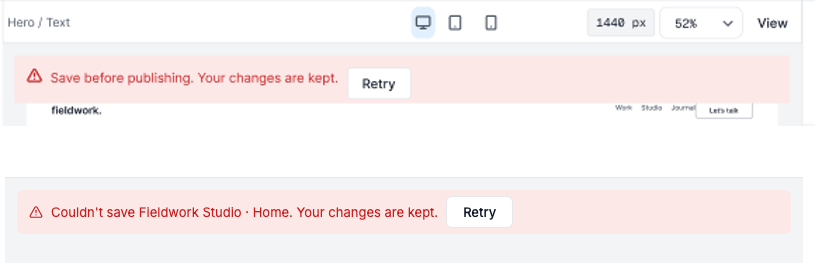 Hero / Text 1440 px 52% View
Save before publishing. Your changes are kept. Retry
fieldwork. Work Studio Journal Let's talk
Couldn't save Fieldwork Studio · Home. Your changes are kept. Retry